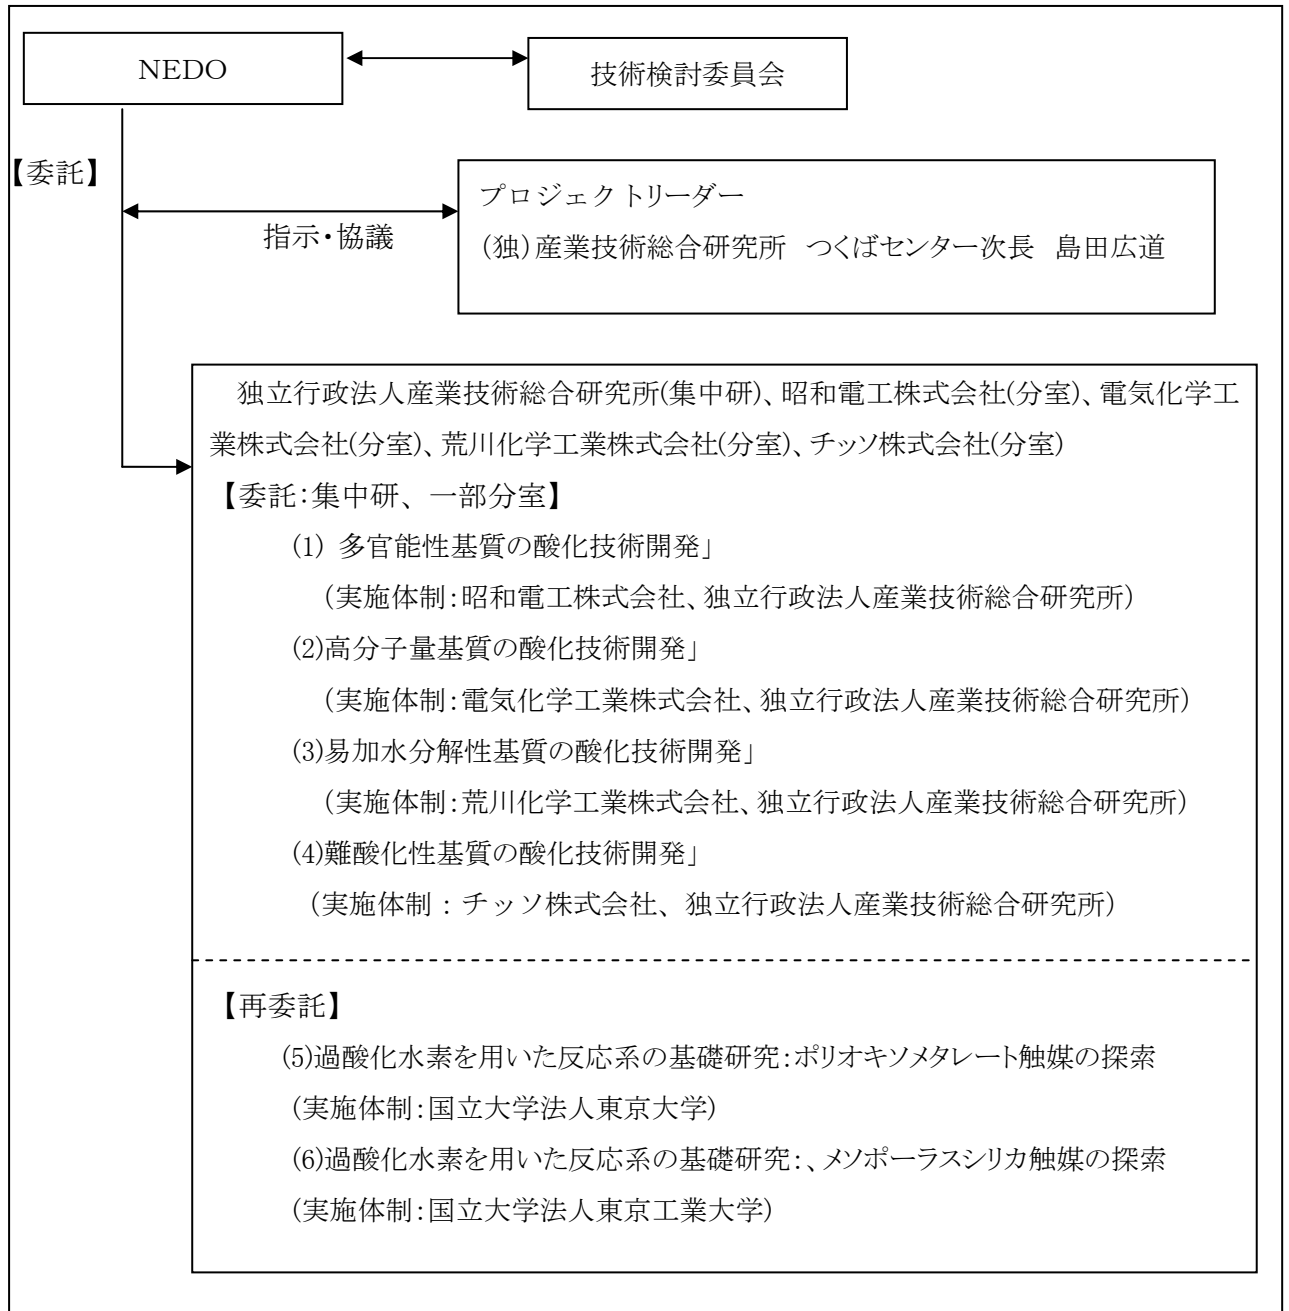 NEDO
技術検討委員会
【委託】
プロジェクトリーダー
(独)産業技術総合研究所 つくばセンター次長 島田広道
指示・協議
独立行政法人産業技術総合研究所(集中研)、昭和電工株式会社(分室)、電気化学工
業株式会社(分室)、荒川化学工業株式会社(分室)、チッソ株式会社(分室)
【委託:集中研、一部分室】
(1) 多官能性基質の酸化技術開発」
(実施体制:昭和電工株式会社、独立行政法人産業技術総合研究所)
(2)高分子量基質の酸化技術開発」
(実施体制:電気化学工業株式会社、独立行政法人産業技術総合研究所)
(3)易加水分解性基質の酸化技術開発」
(実施体制:荒川化学工業株式会社、独立行政法人産業技術総合研究所)
(4)難酸化性基質の酸化技術開発」
(実施体制:チッソ株式会社、独立行政法人産業技術総合研究所)
【再委託】
(5)過酸化水素を用いた反応系の基礎研究:ポリオキソメタレート触媒の探索
(実施体制:国立大学法人東京大学)
(6)過酸化水素を用いた反応系の基礎研究:、メソポーラスシリカ触媒の探索
(実施体制:国立大学法人東京工業大学)